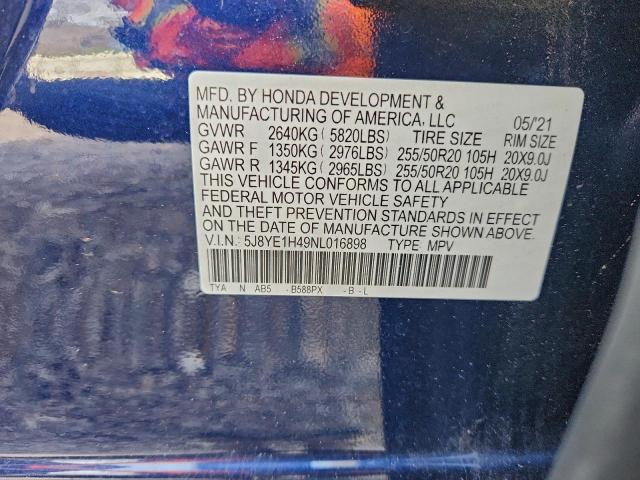 MFD. BY HONDA DEVELOPMENT &
MANUFACTURING OF AMERICA, LLC 05/'21
GVWR 2640KG ( 5820LBS) TIRE SIZE RIM SIZE
GAWR F 1350KG ( 2976LBS) 255/50R20 105H 20X9.0J
GAWR R 1345KG ( 2965LBS) 255/50R20 105H 20X9.0J
THIS VEHICLE CONFORMS TO ALL APPLICABLE
FEDERAL MOTOR VEHICLE SAFETY
AND THEFT PREVENTION STANDARDS IN EFFECT
ON THE DATE OF MANUFACTURE SHOWN ABOVE.
V.I.N.: 5J8YE1H49NL016898 TYPE: MPV
TYA N AB5 - B588PX - B - L